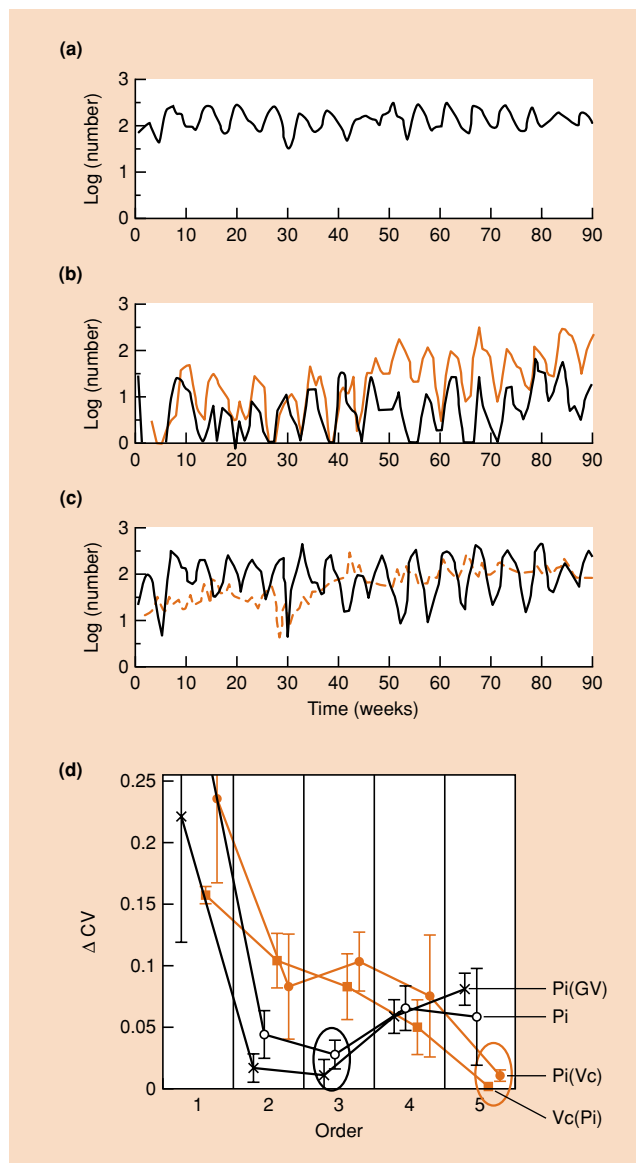 (a)
3
2
1
0
Log (number)
0 10 20 30 40 50 60 70 80 90
(b)
3
2
1
0
Log (number)
0 10 20 30 40 50 60 70 80 90
(c)
3
2
1
0
Log (number)
0 10 20 30 40 50 60 70 80 90
Time (weeks)
(d)
0.25
0.15
0.1
0.05
0
Δ CV
1 2 3 4 5
Order
Pi(GV)
Pi
Pi(Vc)
Vc(Pi)